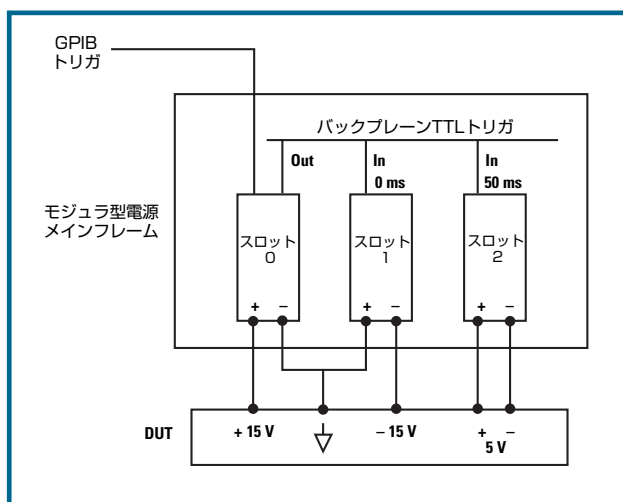 GPIB
トリガ
バックプレーンTTLトリガ
Out
In
0 ms
In
50 ms
モジュラ型電源
メインフレーム
スロット
0
スロット
1
スロット
2
+ −
+ −
+ −
DUT
+ 15 V
− 15 V
+ −
5 V